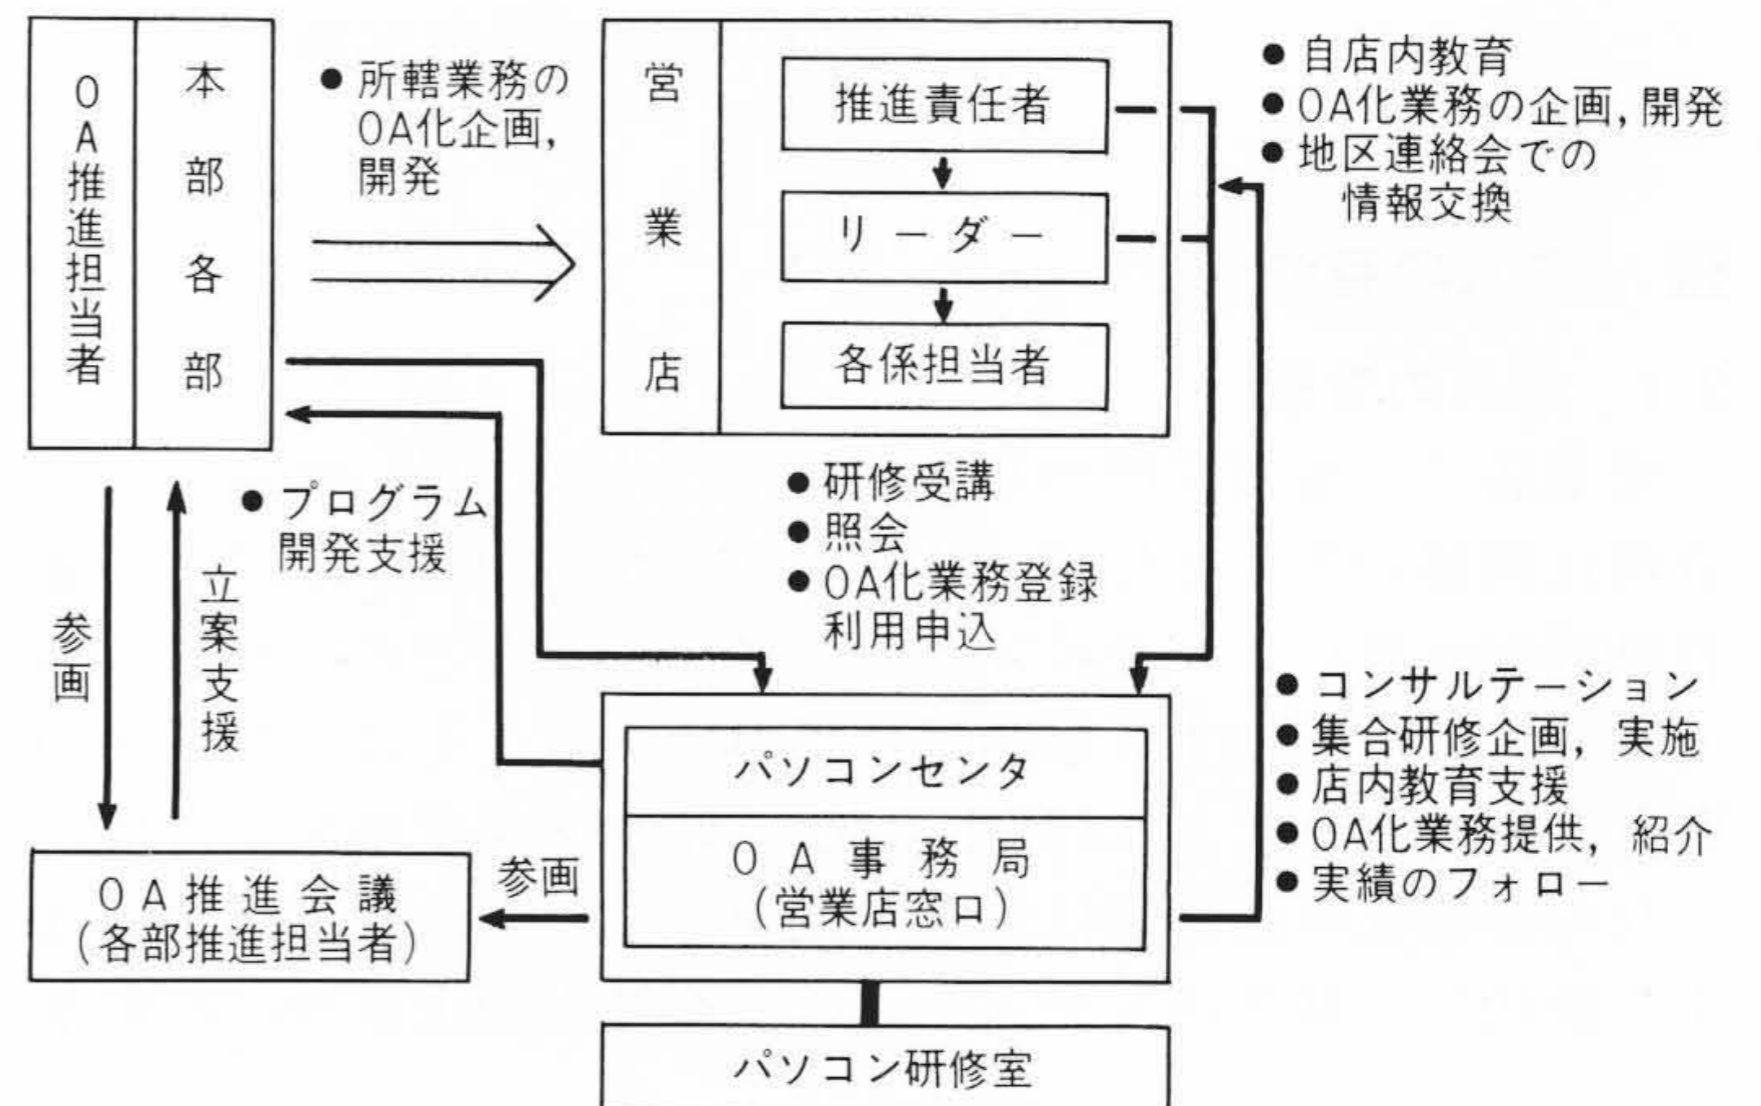 OA推進担当者
本部各部
●所轄業務の
OA化企画,
開発
営業店
推進責任者
リーダー
各係担当者
●自店内教育
●OA化業務の企画,開発
●地区連絡会での
情報交換
●プログラム
開発支援
参画
立案支援
●研修受講
●照会
●OA化業務登録
利用申込
パソコンセンタ
OA事務局
(営業店窓口)
●コンサルテーション
●集合研修企画,実施
●店内教育支援
●OA化業務提供,紹介
●実績のフォロー
参画
OA推進会議
(各部推進担当者)
パソコン研修室